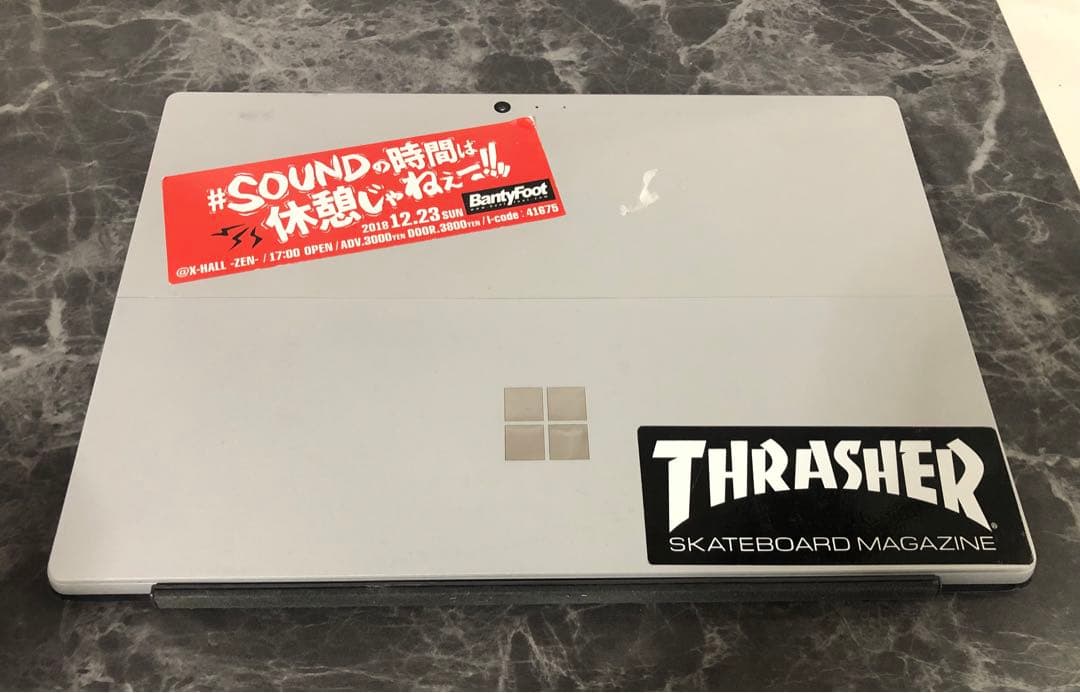 #SOUNDの時間は
休憩じゃねぇー!!
2018 12.23 SUN
BantyFoot
@X-HALL -ZEN- / 17:00 OPEN / ADV.3000YEN DOOR.3800YEN / l-code : 41675
THRASHER
SKATEBOARD MAGAZINE